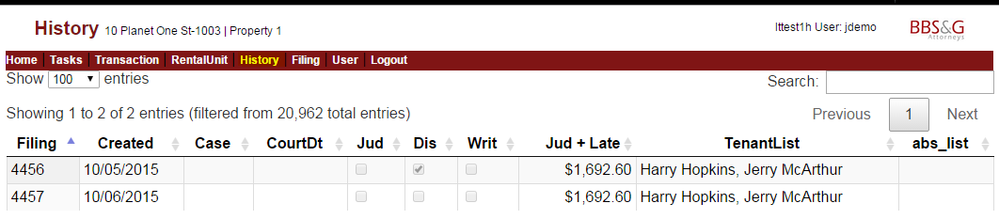 History 10 Planet One St-1003 | Property 1 lttest1h User: jdemo BBS&G
Attorneys
Home Tasks Transaction RentalUnit History Filing User Logout
Show 100 entries Search:
Showing 1 to 2 of 2 entries (filtered from 20,962 total entries) Previous 1 Next
Filing Created Case CourtDt Jud Dis Writ Jud + Late TenantList abs_list
4456 10/05/2015 $1,692.60 Harry Hopkins, Jerry McArthur
4457 10/06/2015 $1,692.60 Harry Hopkins, Jerry McArthur